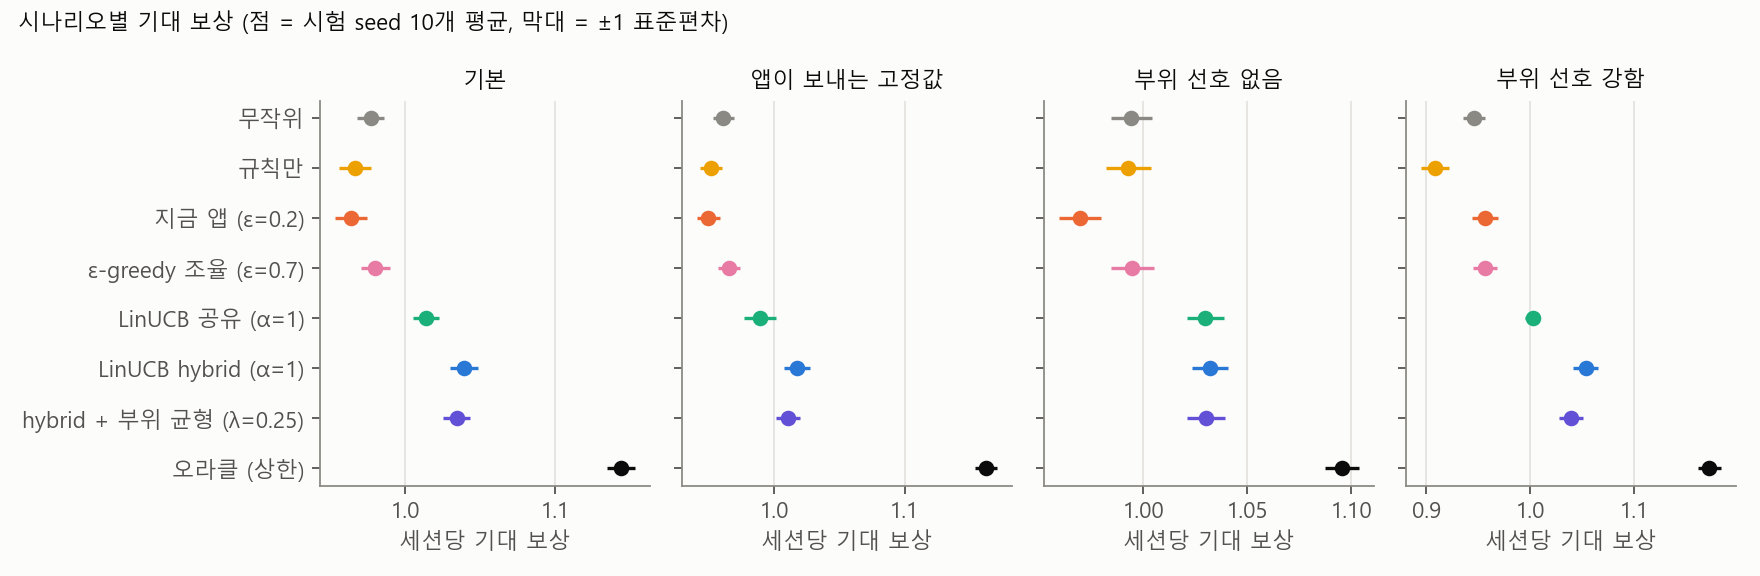 시나리오별 기대 보상 (점 = 시험 seed 10개 평균, 막대 = ±1 표준편차)
기본
앱이 보내는 고정값
부위 선호 없음
부위 선호 강함
무작위
규칙만
지금 앱 (ε=0.2)
ε-greedy 조율 (ε=0.7)
LinUCB 공유 (α=1)
LinUCB hybrid (α=1)
hybrid + 부위 균형 (λ=0.25)
오라클 (상한)
1.0 1.1
1.0 1.1
1.00 1.05 1.10
0.9 1.0 1.1
세션당 기대 보상
세션당 기대 보상
세션당 기대 보상
세션당 기대 보상